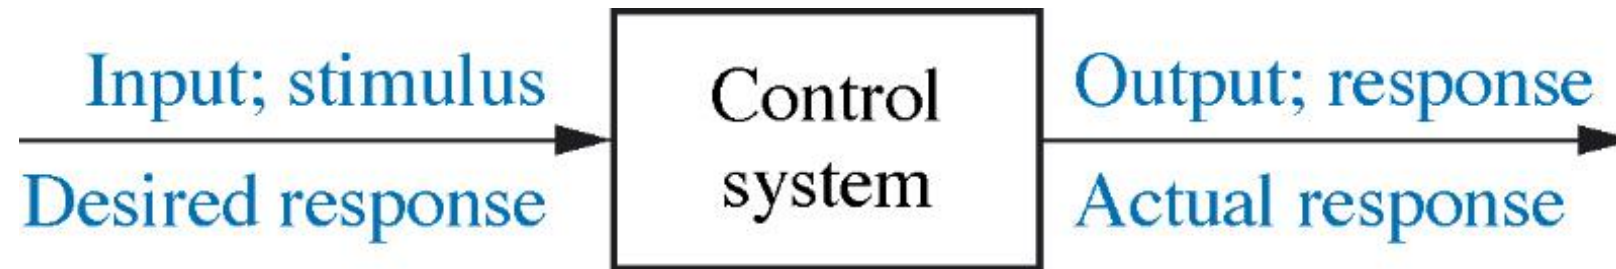 Input; stimulus
Desired response
Control
system
Output; response
Actual response